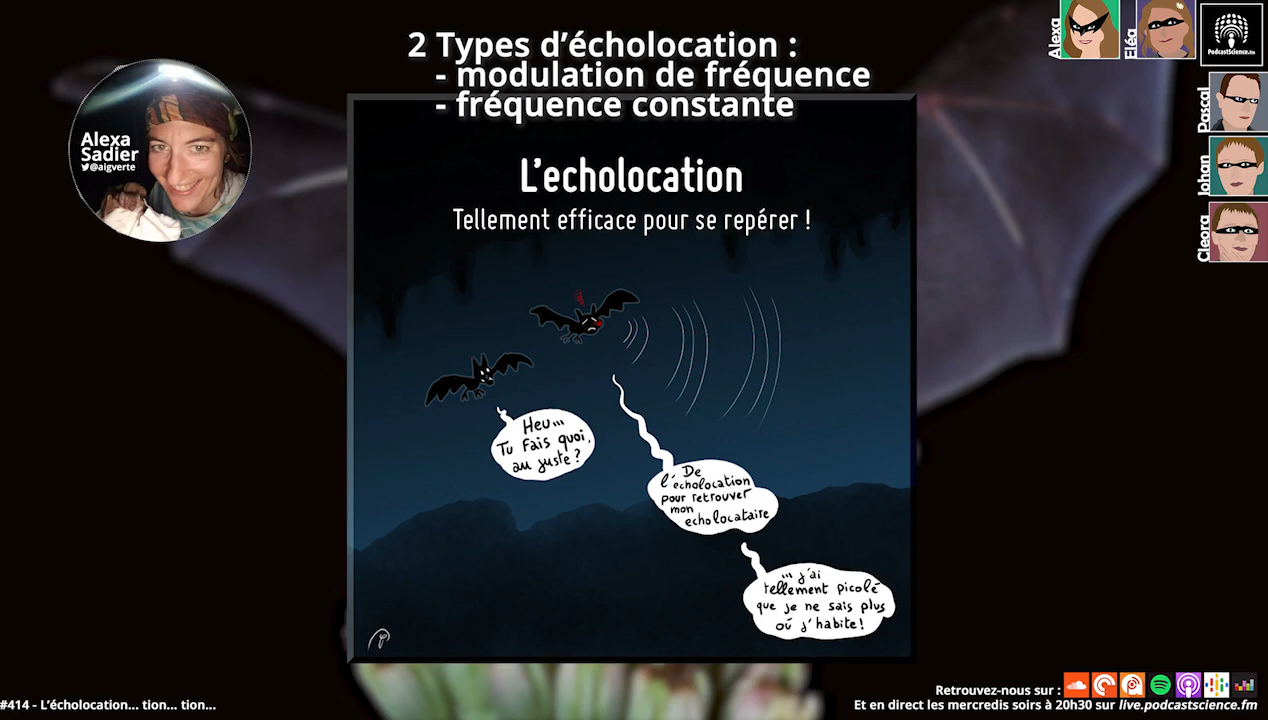 2 Types d’écholocation :
- modulation de fréquence
- fréquence constante
Alexa
Sadier
@aigverte
L’echolocation
Tellement efficace pour se repérer !
Heu...
Tu fais quoi,
au juste ?
De
l'écholocation
pour retrouver
mon
echolocataire
... j'ai
tellement picolé
que je ne sais plus
où j'habite !
Alexa
Eléa
PodcastScience.fm
Pascal
Johan
Cleora
Retrouvez-nous sur :
Et en direct les mercredis soirs à 20h30 sur live.podcastscience.fm
#414 - L’écholocation... tion... tion...